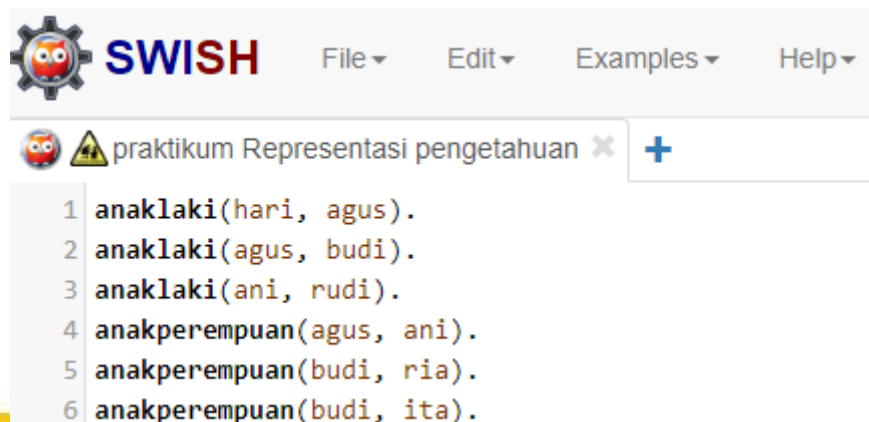 SWISH File Edit Examples Help
praktikum Representasi pengetahuan
1 anaklaki(hari, agus).
2 anaklaki(agus, budi).
3 anaklaki(ani, rudi).
4 anakperempuan(agus, ani).
5 anakperempuan(budi, ria).
6 anakperempuan(budi, ita).